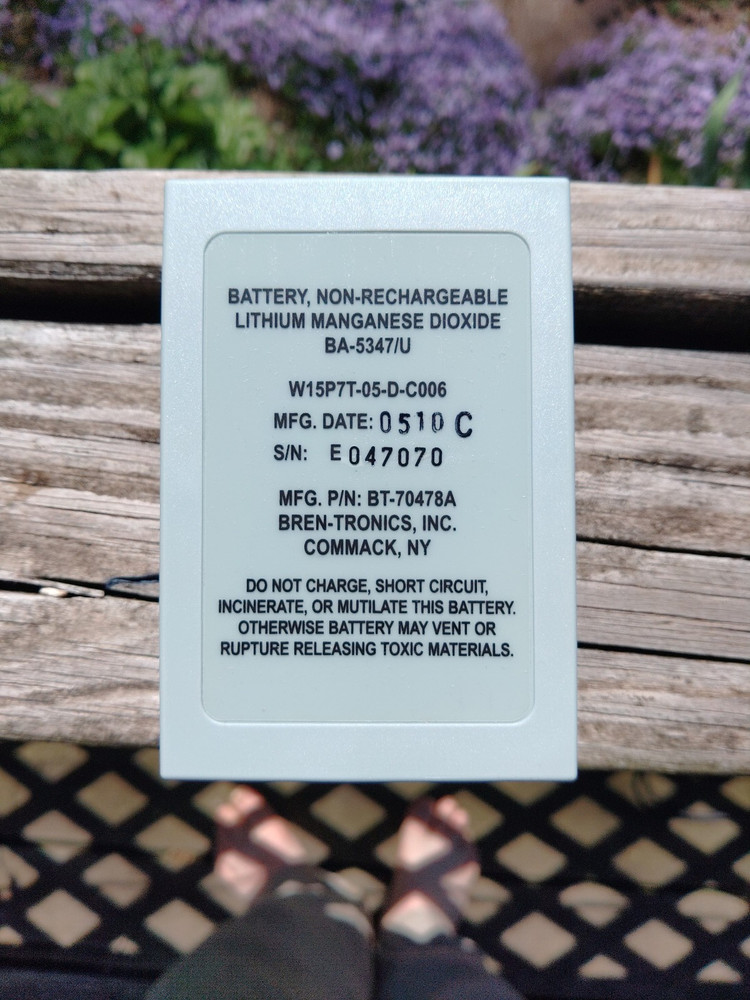 BATTERY, NON-RECHARGEABLE
LITHIUM MANGANESE DIOXIDE
BA-5347/U
W15P7T-05-D-C006
MFG. DATE: 0510 C
S/N: E 047070
MFG. P/N: BT-70478A
BREN-TRONICS, INC.
COMMACK, NY
DO NOT CHARGE, SHORT CIRCUIT,
INCINERATE, OR MUTILATE THIS BATTERY.
OTHERWISE BATTERY MAY VENT OR
RUPTURE RELEASING TOXIC MATERIALS.